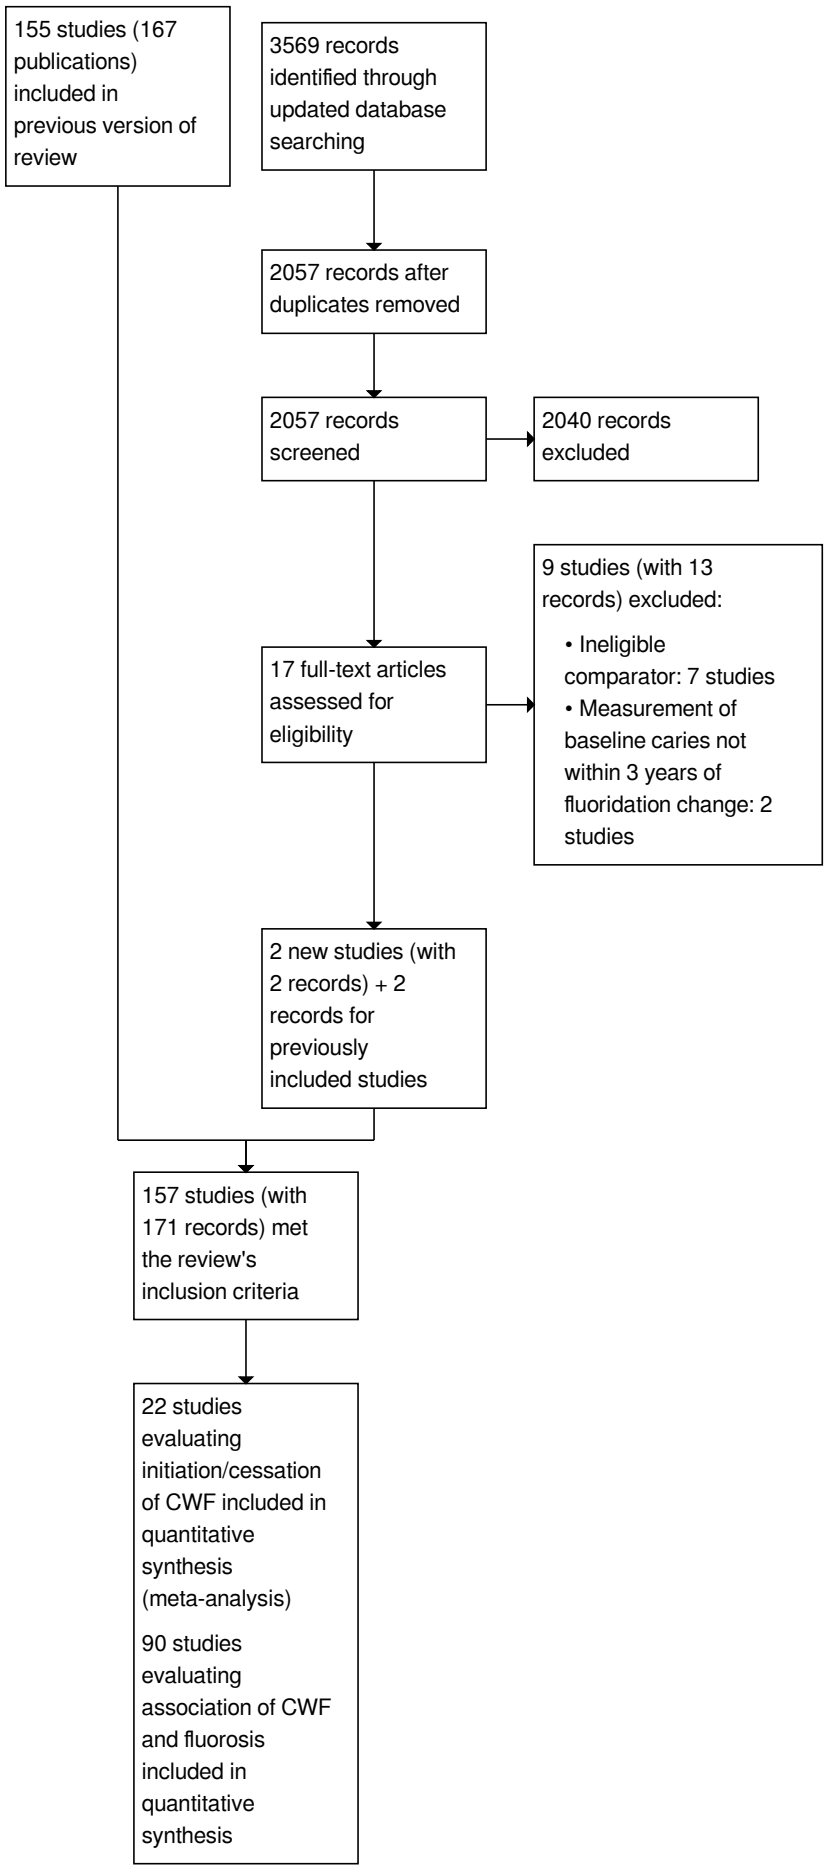 155 studies (167
publications)
included in
previous version of
review
3569 records
identified through
updated database
searching
2057 records after
duplicates removed
2057 records
screened
2040 records
excluded
9 studies (with 13
records) excluded:
• Ineligible
comparator: 7 studies
• Measurement of
baseline caries not
within 3 years of
fluoridation change: 2
studies
17 full-text articles
assessed for
eligibility
2 new studies (with
2 records) + 2
records for
previously
included studies
157 studies (with
171 records) met
the review's
inclusion criteria
22 studies
evaluating
initiation/cessation
of CWF included in
quantitative
synthesis
(meta-analysis)
90 studies
evaluating
association of CWF
and fluorosis
included in
quantitative
synthesis